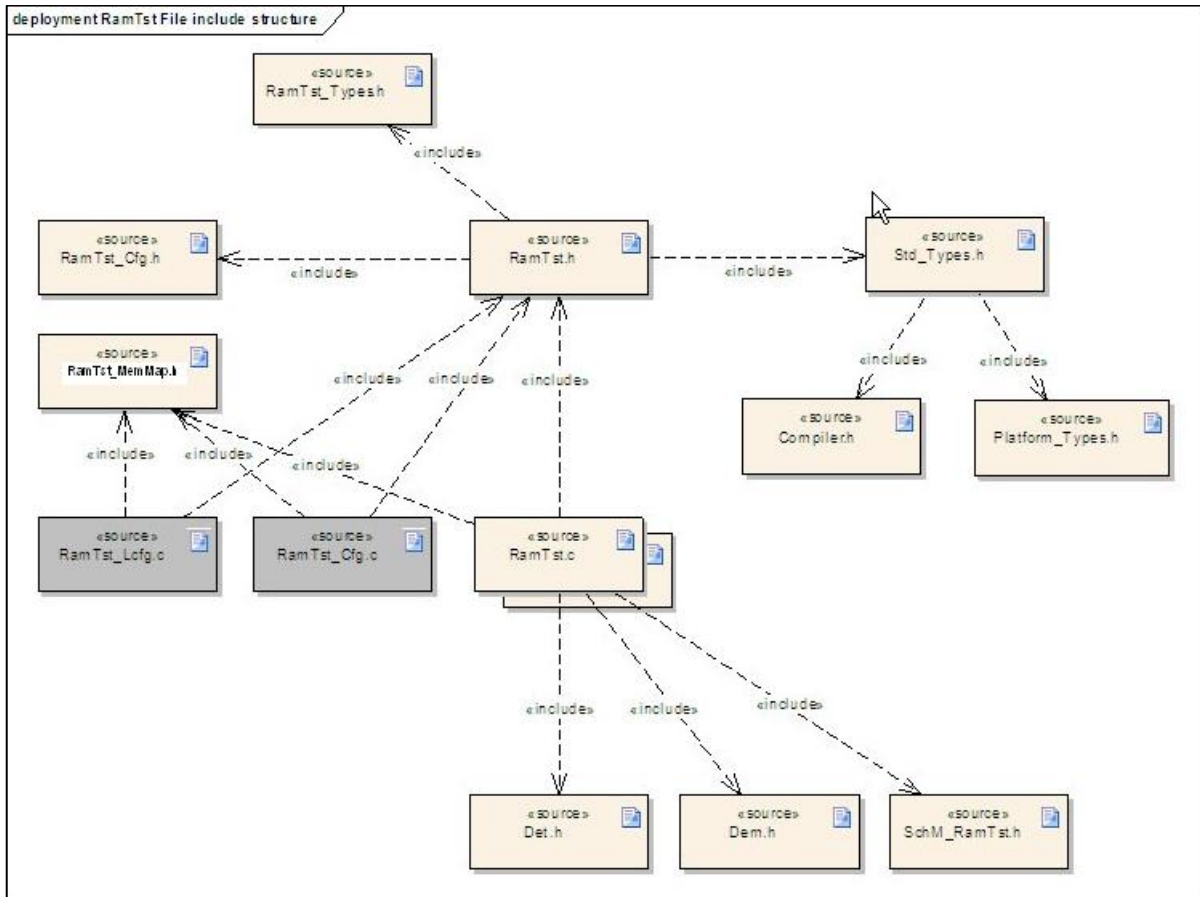 deployment RamTst File include structure
«source»
RamTst_Types.h
«include»
«source»
RamTst_Cfg.h
«include»
«source»
RamTst.h
«include»
«source»
Std_Types.h
«source»
RamTst_MemMap.h
«include»
«include»
«include»
«include»
«include»
«source»
Compiler.h
«source»
Platform_Types.h
«include»
«include»
«include»
«source»
RamTst_Lcfg.c
«source»
RamTst_Cfg.c
«source»
RamTst.c
«include»
«include»
«include»
«source»
Det.h
«source»
Dem.h
«source»
SchM_RamTst.h